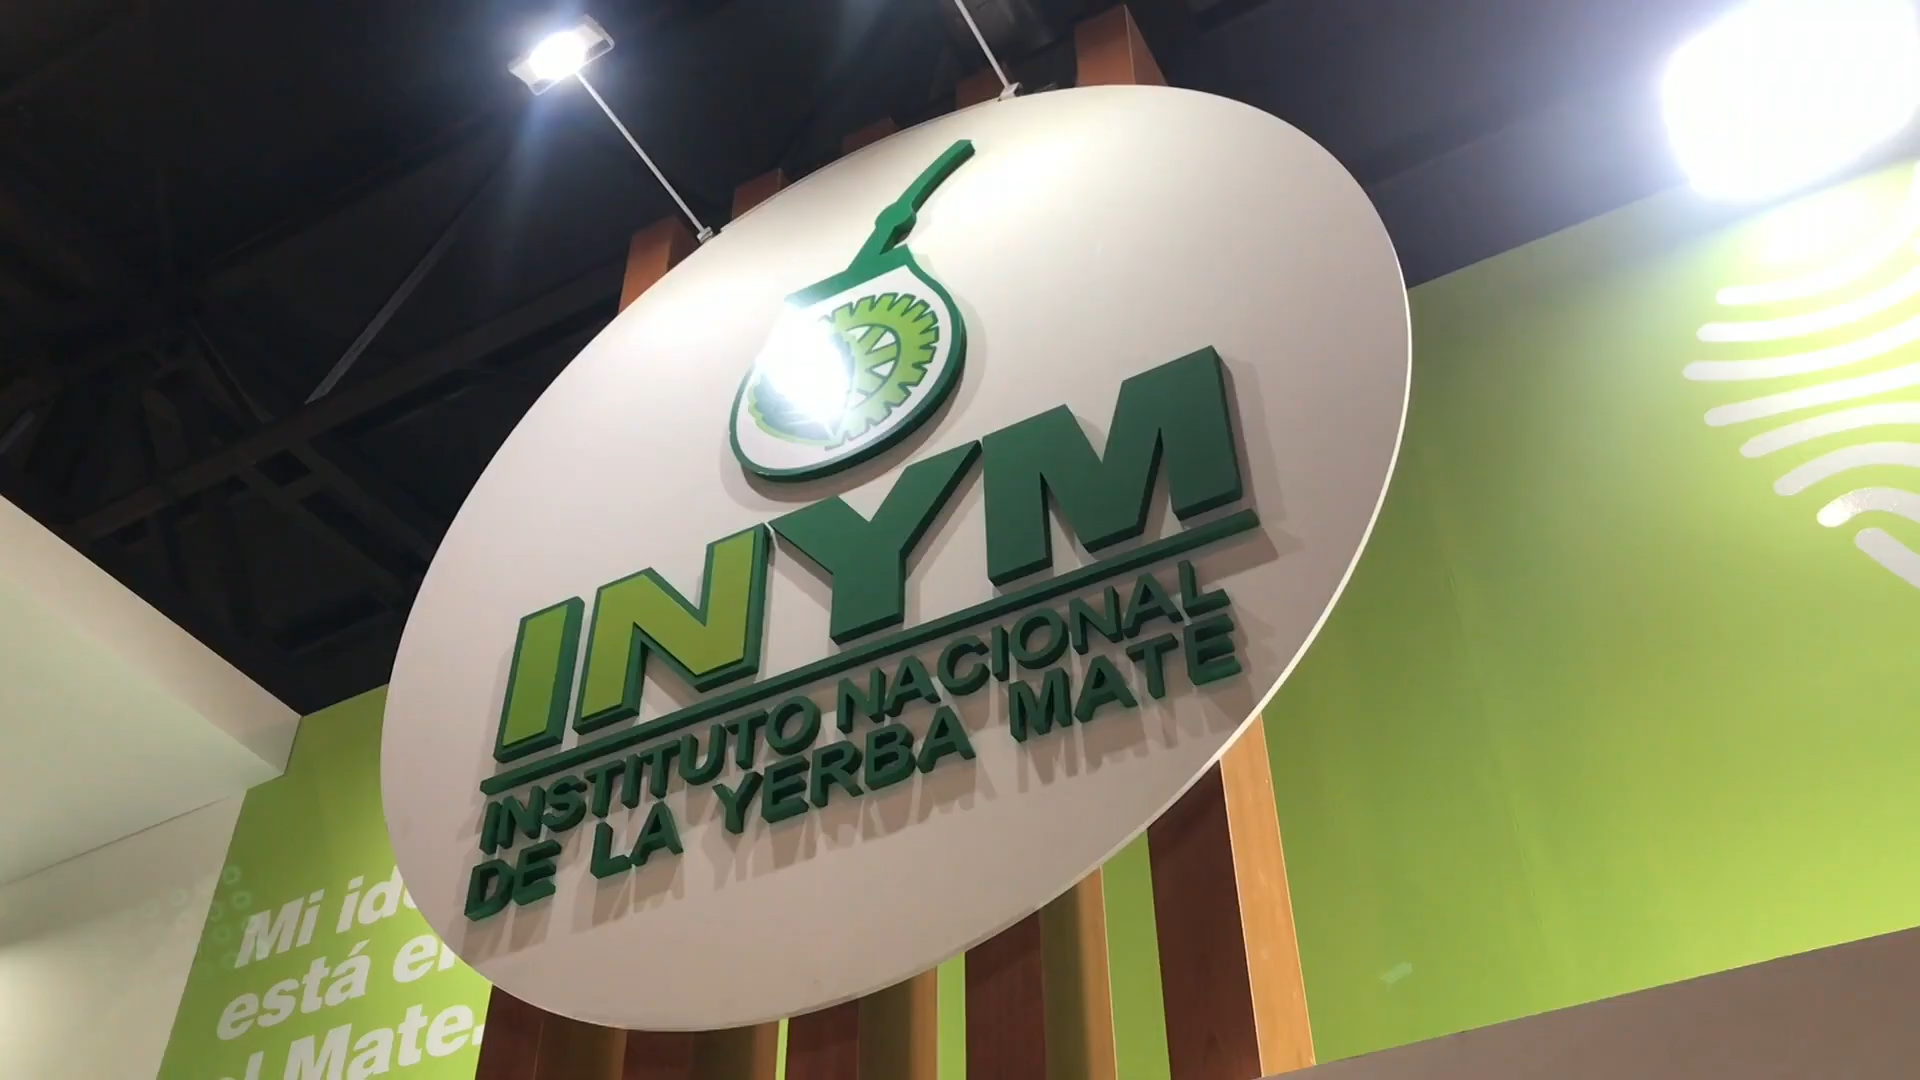 INYM
INSTITUTO NACIONAL
DE LA YERBA MATE
Mi
está
Mate.